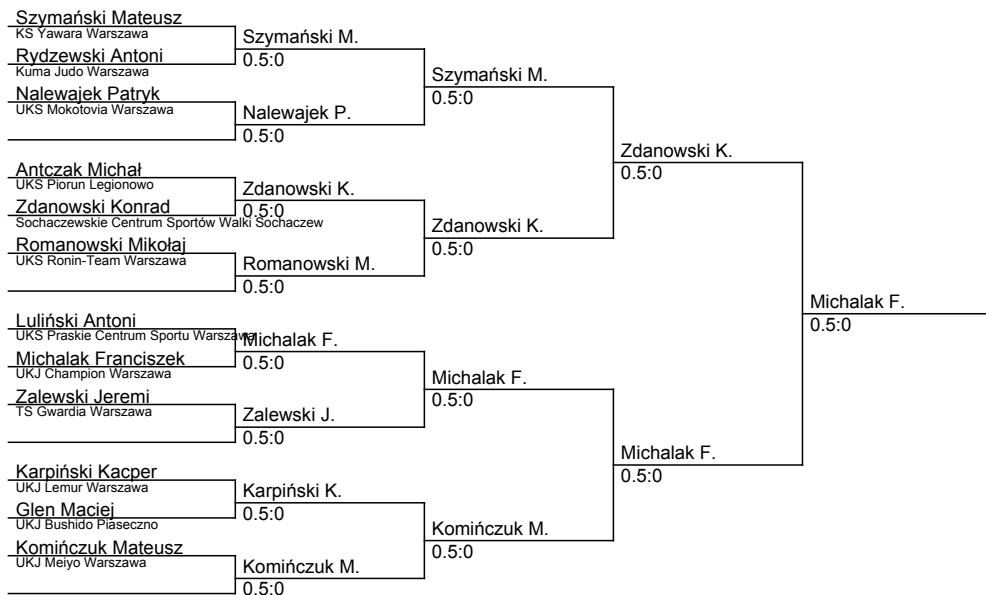 Szymański Mateusz
KS Yawara Warszawa
Rydzewski Antoni
Kuma Judo Warszawa
Nalewajek Patryk
UKS Mokotovia Warszawa
Antczak Michał
UKS Piorun Legionowo
Zdanowski Konrad
Sochaczewskie Centrum Sportów Walki Sochaczew
Romanowski Mikołaj
UKS Ronin-Team Warszawa
Luliński Antoni
UKS Praskie Centrum Sportu Warszawa
Michalak Franciszek
UKJ Champion Warszawa
Zalewski Jeremi
TS Gwardia Warszawa
Karpiński Kacper
UKJ Lemur Warszawa
Glen Maciej
UKJ Bushido Piaseczno
Komińczuk Mateusz
UKJ Meiyo Warszawa
Szymański M.
0.5:0
Nalewajek P.
0.5:0
Zdanowski K.
0.5:0
Romanowski M.
0.5:0
Michalak F.
0.5:0
Zalewski J.
0.5:0
Karpiński K.
0.5:0
Komińczuk M.
0.5:0
Szymański M.
0.5:0
Zdanowski K.
0.5:0
Michalak F.
0.5:0
Komińczuk M.
0.5:0
Zdanowski K.
0.5:0
Michalak F.
0.5:0
Michalak F.
0.5:0